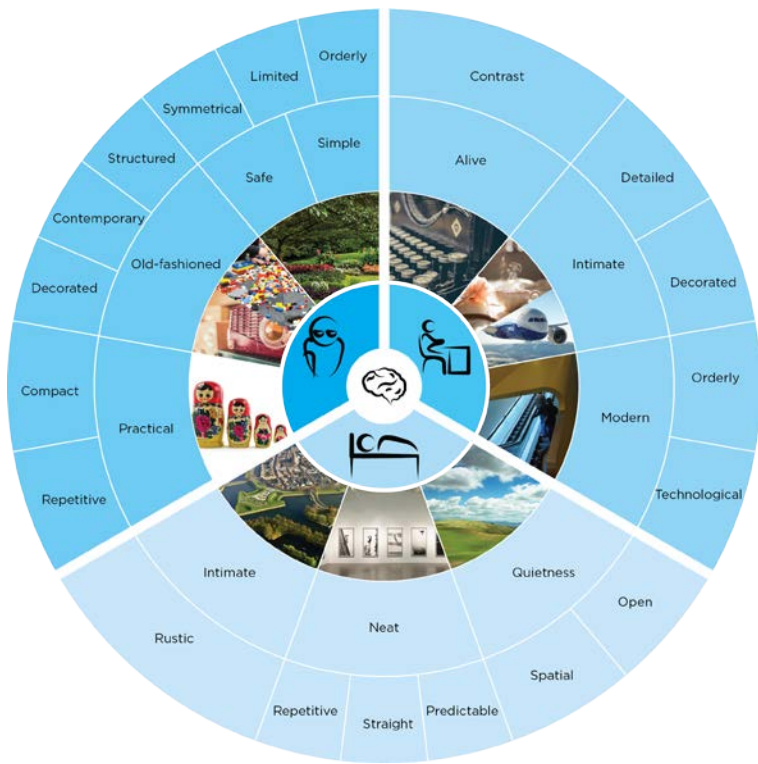 Orderly
Limited
Contrast
Symmetrical
Simple
Alive
Structured
Safe
Detailed
Contemporary
Old-fashioned
Intimate
Decorated
Decorated
Compact
Practical
Modern
Orderly
Repetitive
Technological
Intimate
Quietness
Open
Rustic
Neat
Spatial
Repetitive
Straight
Predictable